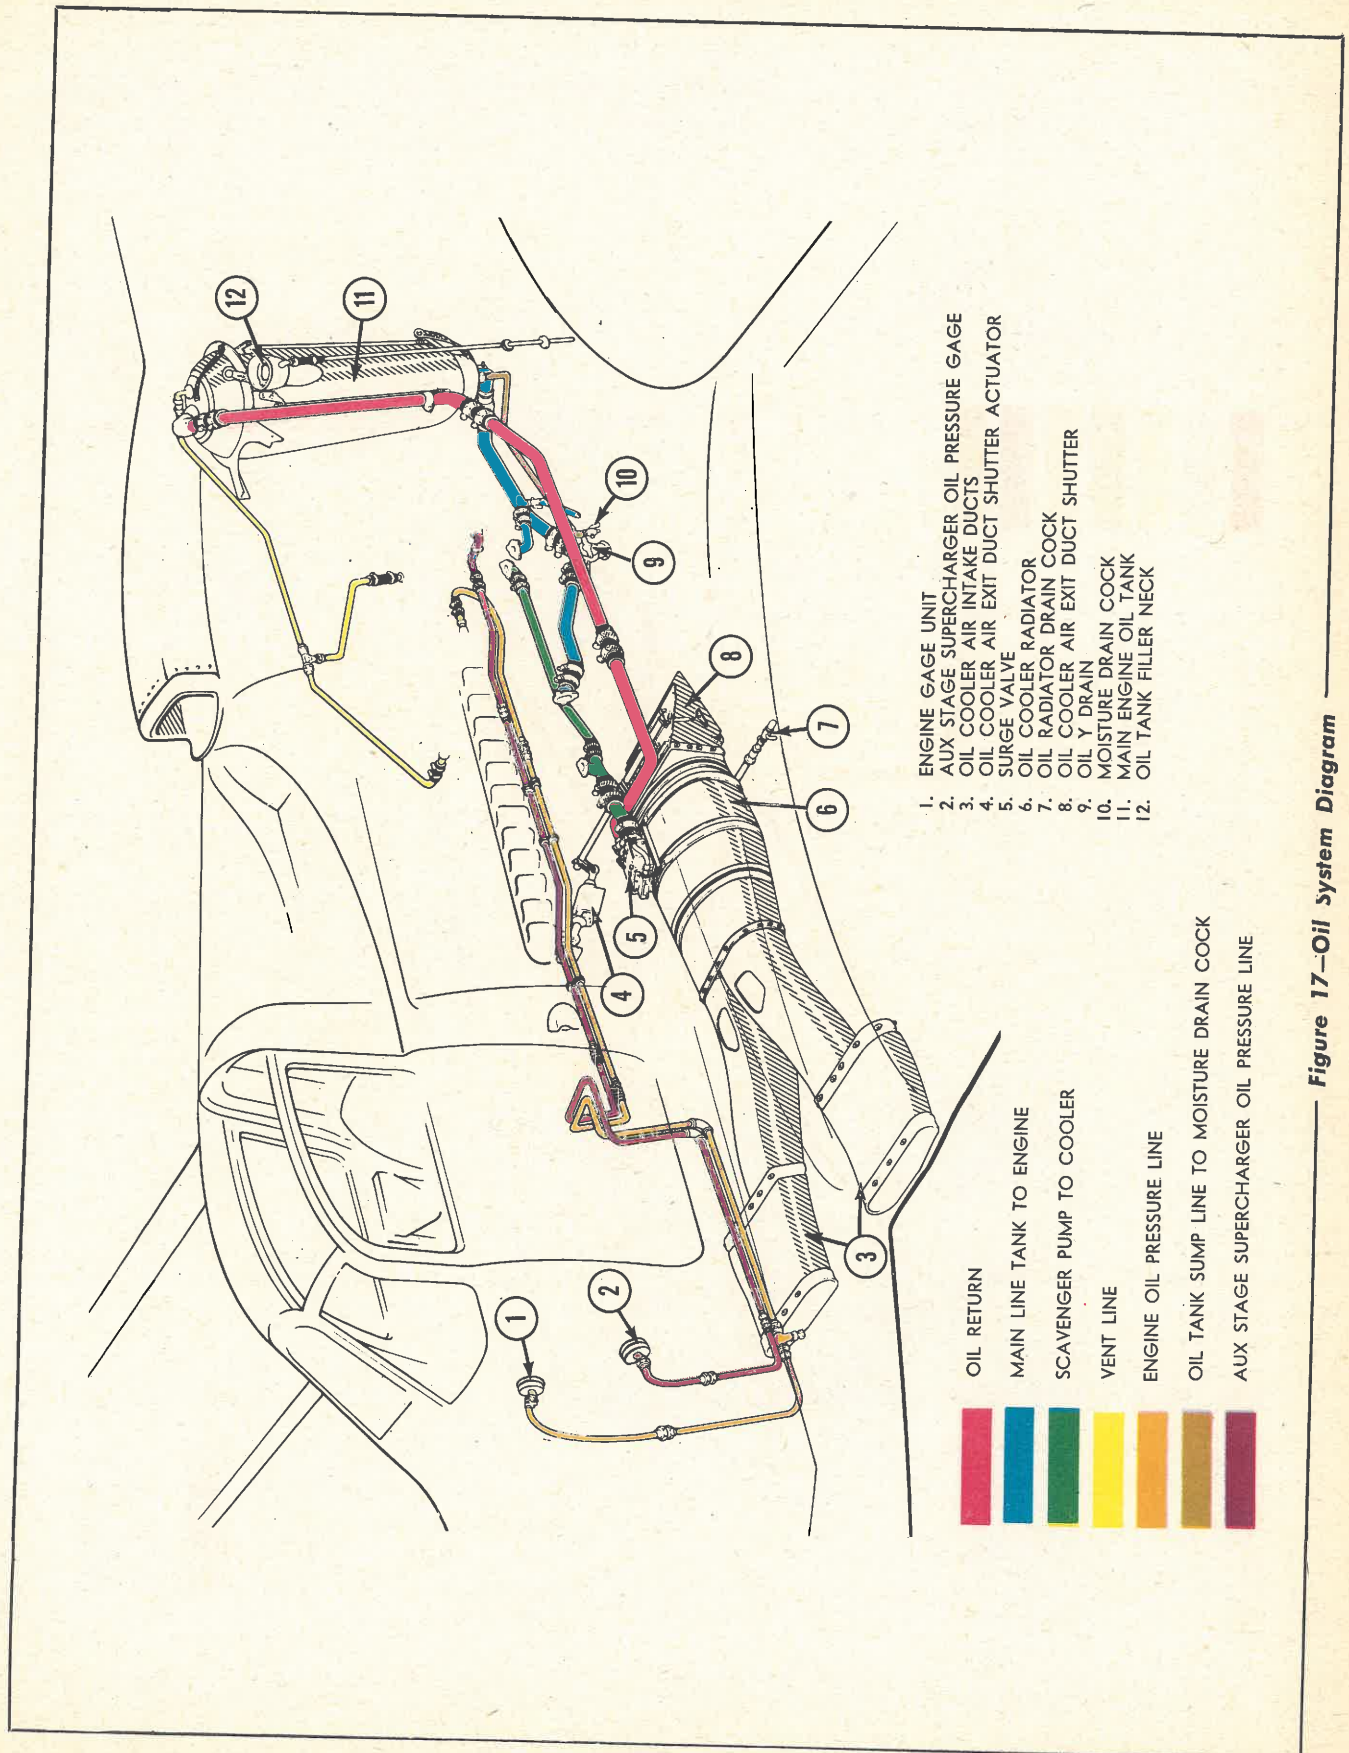 12
11
10
9
8
7
6
5
4
3
2
1
1. ENGINE GAGE UNIT
2. AUX STAGE SUPERCHARGER OIL PRESSURE GAGE
3. OIL COOLER AIR INTAKE DUCTS
4. OIL COOLER AIR EXIT DUCT SHUTTER ACTUATOR
5. SURGE VALVE
6. OIL COOLER RADIATOR
7. OIL RADIATOR DRAIN COCK
8. OIL COOLER AIR EXIT DUCT SHUTTER
9. OIL Y DRAIN
10. MOISTURE DRAIN COCK
11. MAIN ENGINE OIL TANK
12. OIL TANK FILLER NECK
OIL RETURN
MAIN LINE TANK TO ENGINE
SCAVENGER PUMP TO COOLER
VENT LINE
ENGINE OIL PRESSURE LINE
OIL TANK SUMP LINE TO MOISTURE DRAIN COCK
AUX STAGE SUPERCHARGER OIL PRESSURE LINE
Figure 17—Oil System Diagram